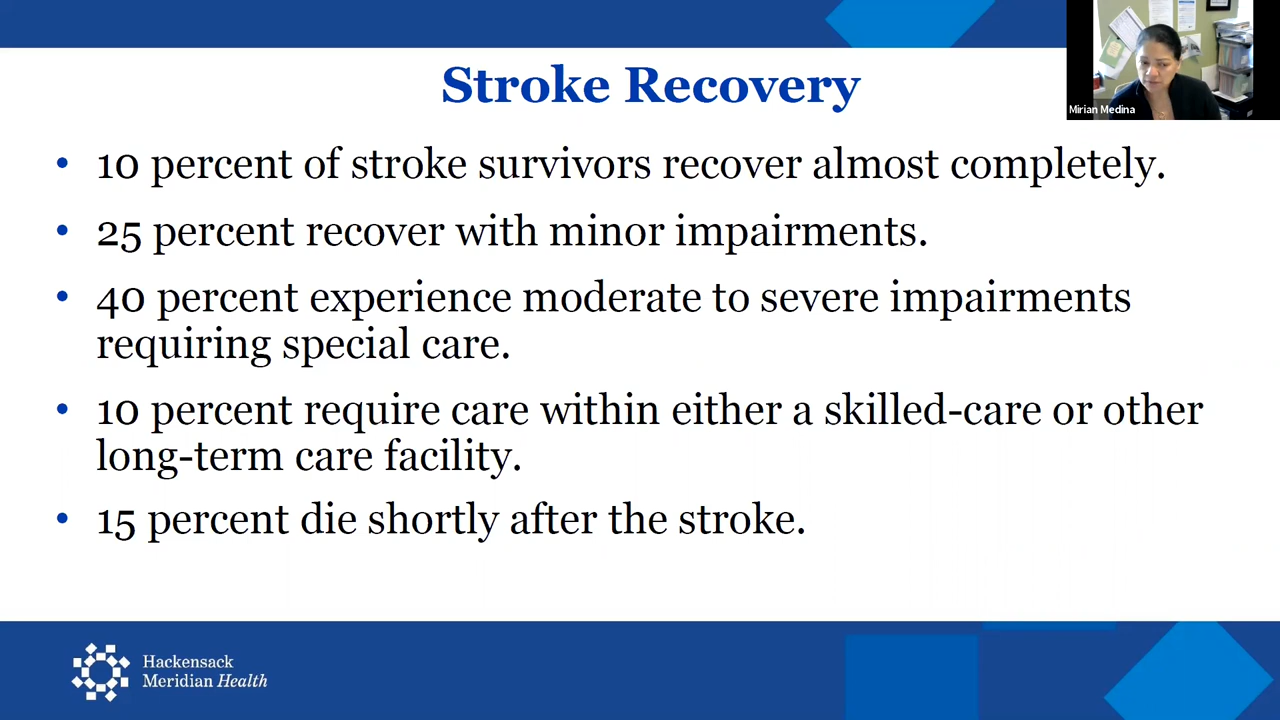 Stroke Recovery
Mirian Medina
• 10 percent of stroke survivors recover almost completely.
• 25 percent recover with minor impairments.
• 40 percent experience moderate to severe impairments
requiring special care.
• 10 percent require care within either a skilled-care or other
long-term care facility.
• 15 percent die shortly after the stroke.
Hackensack
Meridian Health